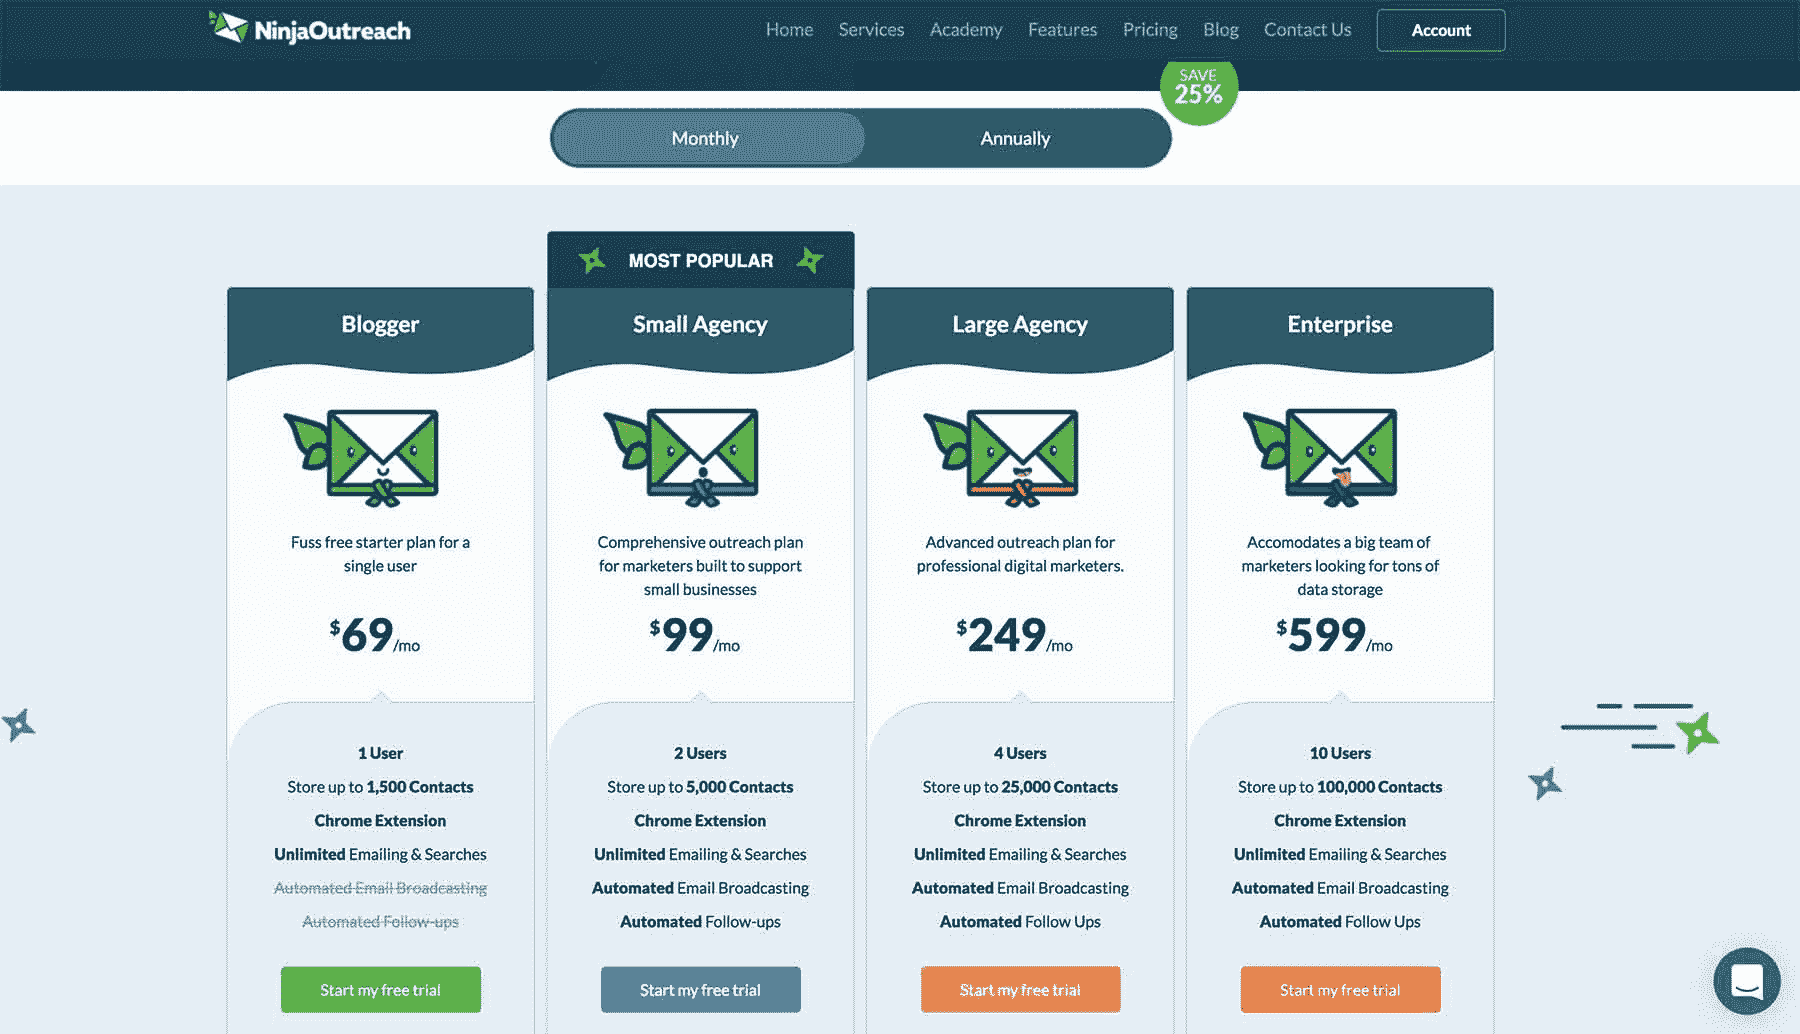 NinjaOutreach
Home Services Academy Features Pricing Blog Contact Us Account
SAVE
25%
Monthly Annually
MOST POPULAR
Blogger
Fuss free starter plan for a
single user
$69/mo
1 User
Store up to 1,500 Contacts
Chrome Extension
Unlimited Emailing & Searches
Automated Email Broadcasting
Automated Follow-ups
Start my free trial
Small Agency
Comprehensive outreach plan
for marketers built to support
small businesses
$99/mo
2 Users
Store up to 5,000 Contacts
Chrome Extension
Unlimited Emailing & Searches
Automated Email Broadcasting
Automated Follow-ups
Start my free trial
Large Agency
Advanced outreach plan for
professional digital marketers.
$249/mo
4 Users
Store up to 25,000 Contacts
Chrome Extension
Unlimited Emailing & Searches
Automated Email Broadcasting
Automated Follow Ups
Start my free trial
Enterprise
Accomodates a big team of
marketers looking for tons of
data storage
$599/mo
10 Users
Store up to 100,000 Contacts
Chrome Extension
Unlimited Emailing & Searches
Automated Email Broadcasting
Automated Follow Ups
Start my free trial